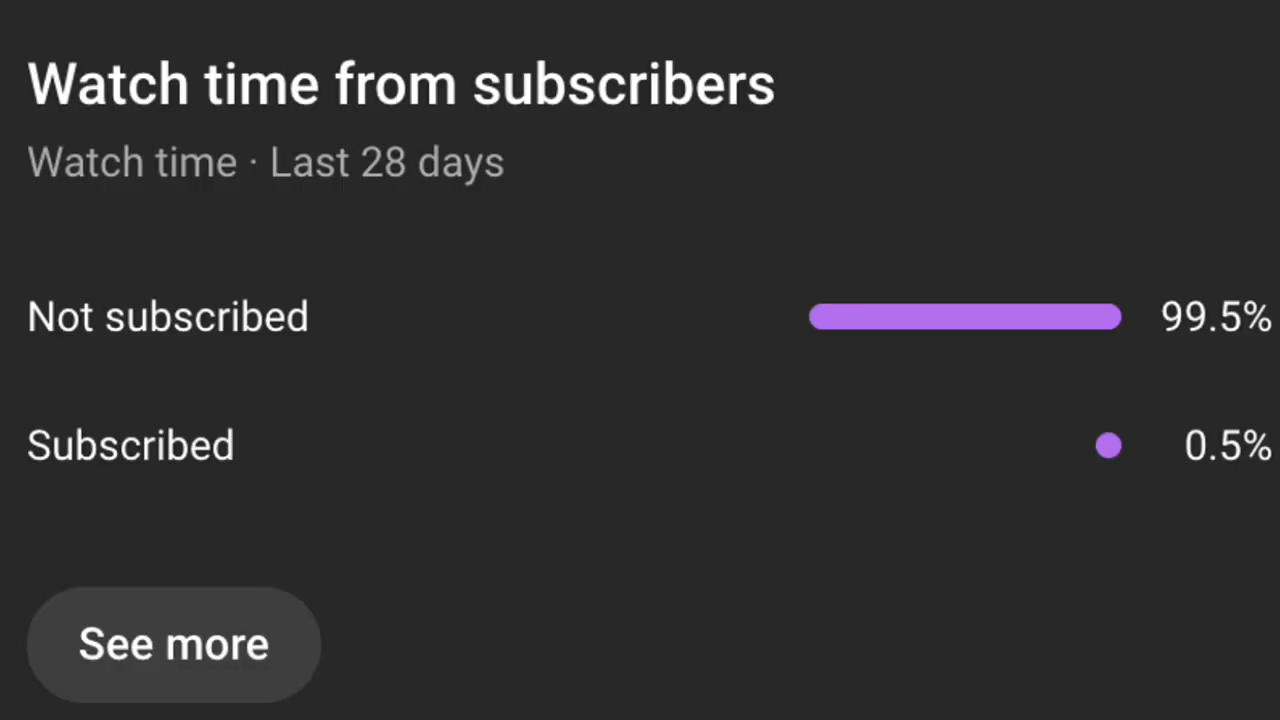 Watch time from subscribers
Watch time · Last 28 days
Not subscribed 99.5%
Subscribed 0.5%
See more